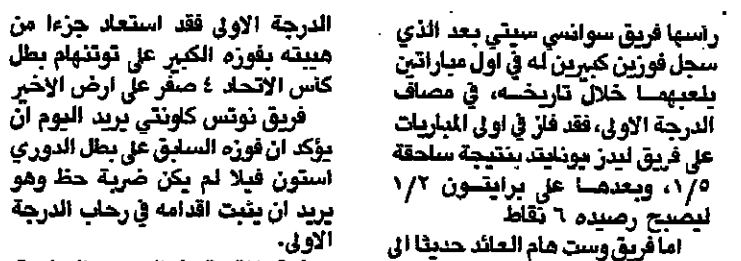 راسها فريق سوانسي سيتي بعد الذي
سجل فوزين كبيرين له في اول مباراتين
يلعبهما خلال تاريخه، في مصاف
الدرجة الاولى، فقد فاز في اولى المباريات
على فريق ليدز يونايتد بنتيجة ساحقة
١/٥، وبعدها على برايتون ١/٢
ليصبح رصيده ٦ نقاط
اما فريق وست هام العائد حديثا الى
الدرجة الاولى فقد استعاد جزءا من
هيبته بفوزه الكبير على توتنهام بطل
كاس الاتحاد ٤ صفر على ارض الاخير
فريق نوتس كاونتي يريد اليوم ان
يؤكد ان فوزه السابق على بطل الدوري
استون فيلا لم يكن ضربة حظ وهو
يريد ان يثبت اقدامه في رحاب الدرجة
الاولى.